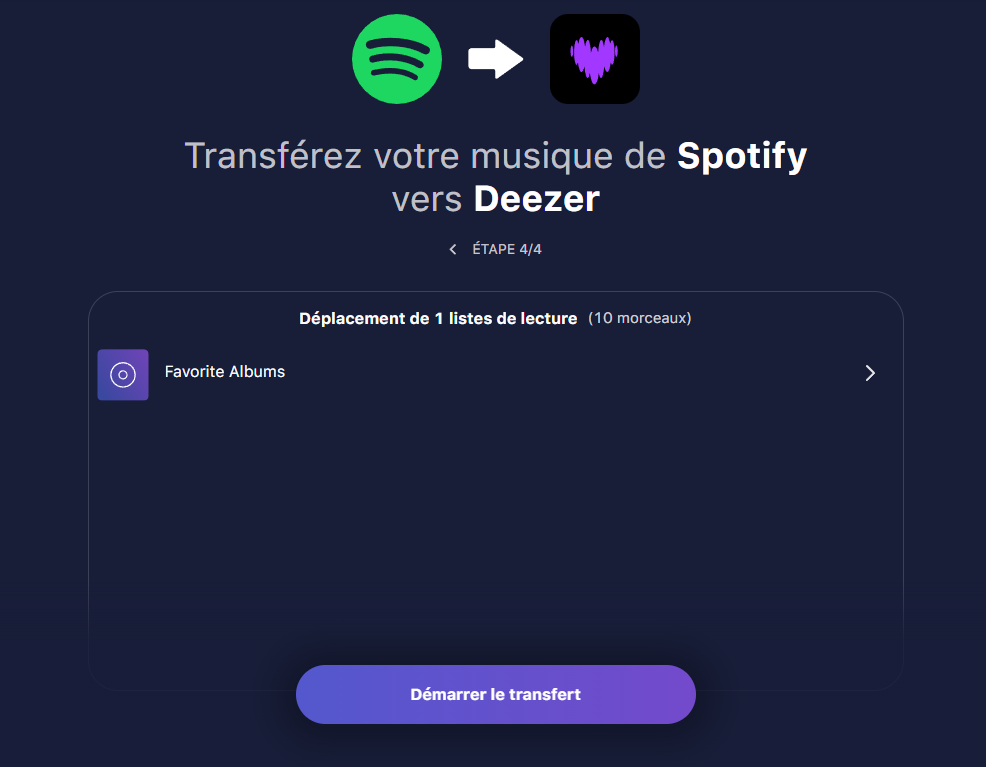 Transférez votre musique de Spotify
vers Deezer
ÉTAPE 4/4
Déplacement de 1 listes de lecture (10 morceaux)
Favorite Albums
Démarrer le transfert